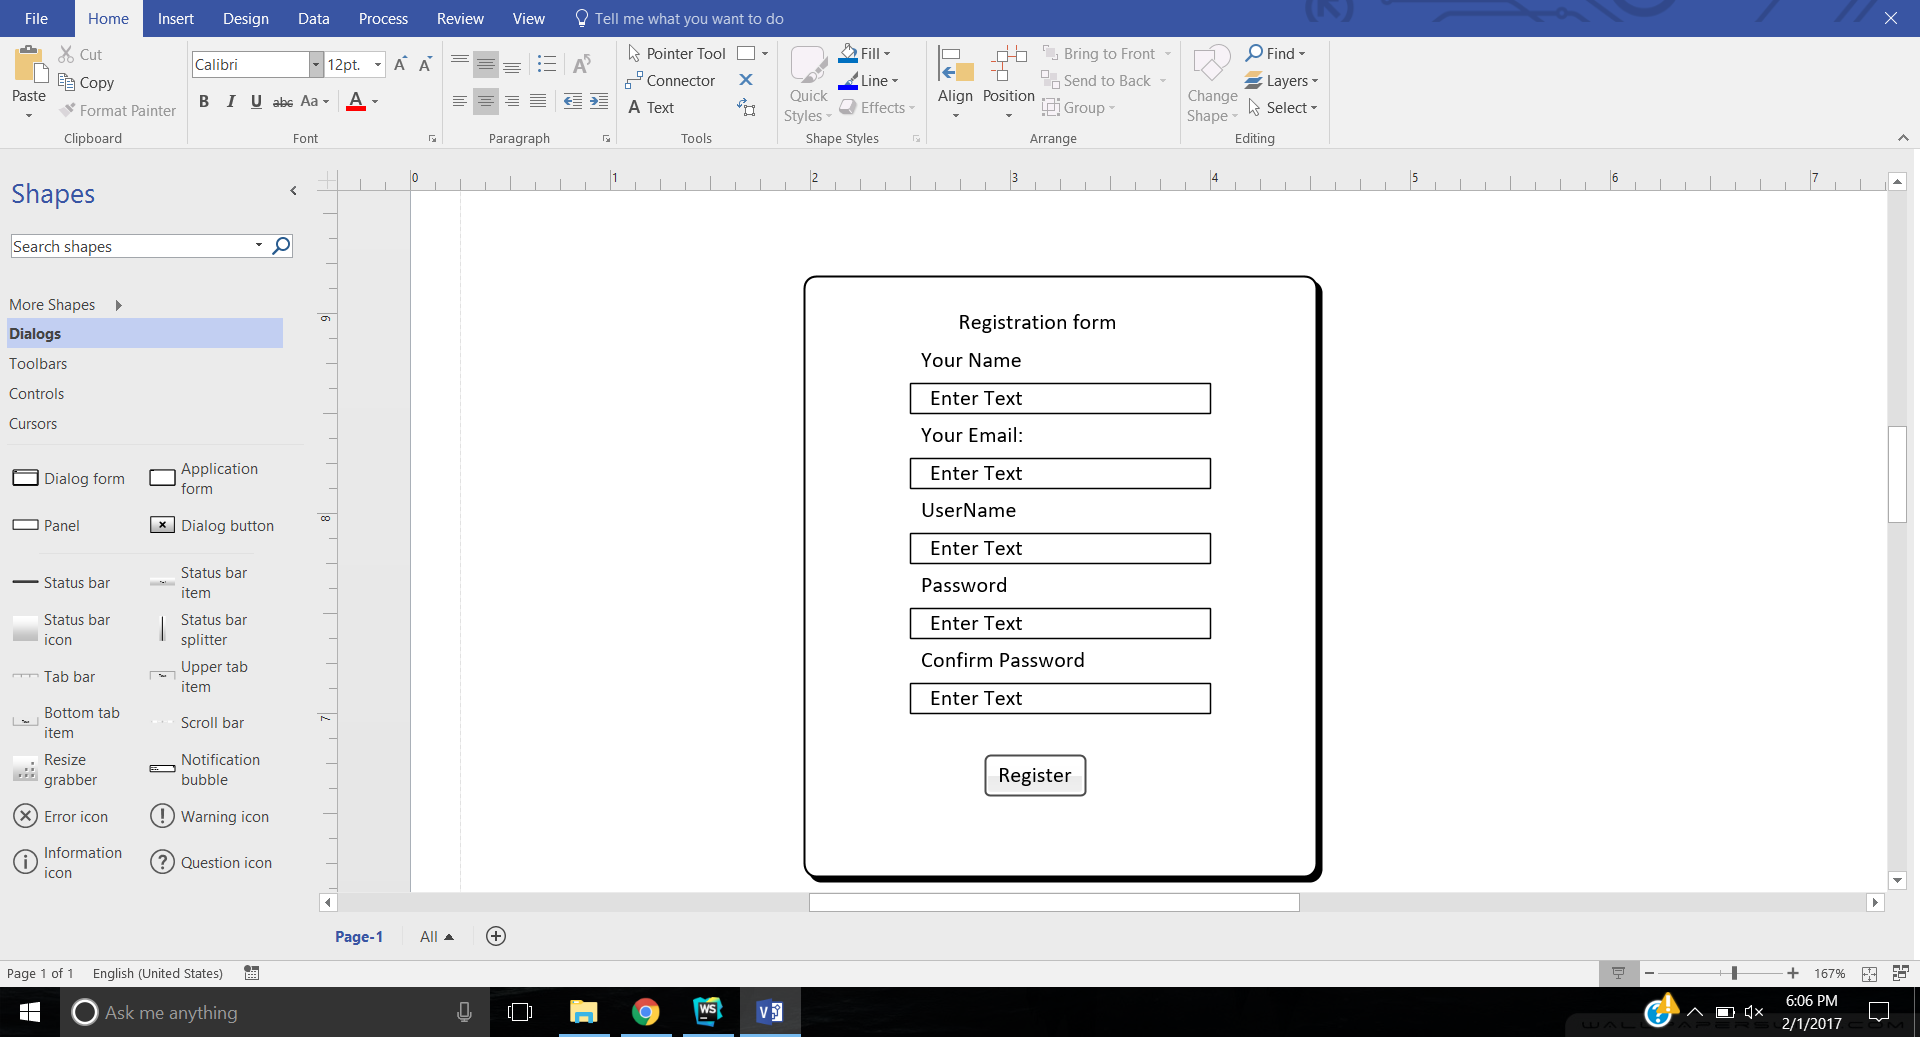 File Home Insert Design Data Process Review View Tell me what you want to do
Paste
Cut
Copy
Format Painter
Clipboard
Calibri 12pt. A A
B I U abc Aa A
Font
A
Paragraph
Pointer Tool
Connector
A Text
Tools
Quick Styles
Fill
Line
Effects
Shape Styles
Align
Position
Bring to Front
Send to Back
Group
Arrange
Change Shape
Find
Layers
Select
Editing
Shapes
Search shapes
More Shapes
Dialogs
Toolbars
Controls
Cursors
Dialog form
Application form
Panel
Dialog button
Status bar
Status bar item
Status bar icon
Status bar splitter
Tab bar
Upper tab item
Bottom tab item
Scroll bar
Resize grabber
Notification bubble
Error icon
Warning icon
Information icon
Question icon
0 1 2 3 4 5 6 7
9
8
7
Registration form
Your Name
Enter Text
Your Email:
Enter Text
UserName
Enter Text
Password
Enter Text
Confirm Password
Enter Text
Register
Page-1 All
Page 1 of 1 English (United States) 167%
Ask me anything
WS
V
6:06 PM
2/1/2017